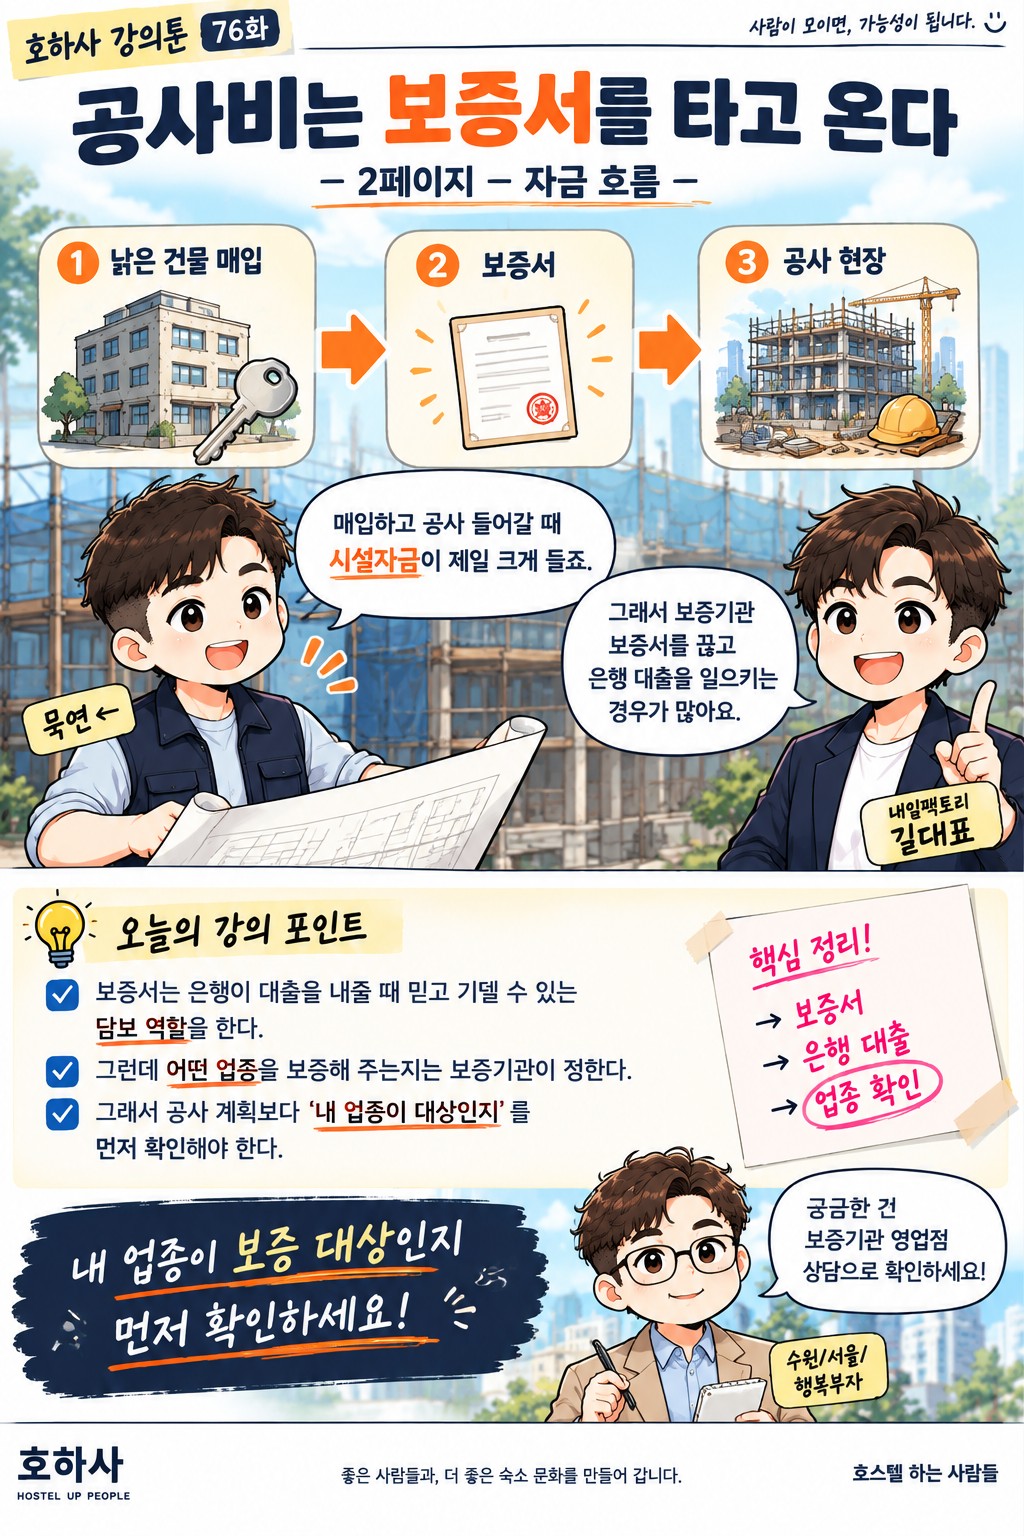 호하사 강의툰 76화
사람이 모이면, 가능성이 됩니다.
공사비는 보증서를 타고 온다
– 2페이지 – 자금 흐름 –
1 낡은 건물 매입
2 보증서
3 공사 현장
매입하고 공사 들어갈 때
시설자금이 제일 크게 들죠.
그래서 보증기관
보증서를 끊고
은행 대출을 일으키는
경우가 많아요.
묵연 ←
내일팩토리
길대표
오늘의 강의 포인트
보증서는 은행이 대출을 내줄 때 믿고 기델 수 있는
담보 역할을 한다.
그런데 어떤 업종을 보증해 주는지는 보증기관이 정한다.
그래서 공사 계획보다 ‘내 업종이 대상인지’ 를
먼저 확인해야 한다.
핵심 정리!
→ 보증서
→ 은행 대출
→ 업종 확인
내 업종이 보증 대상인지
먼저 확인하세요!
궁금한 건
보증기관 영업점
상담으로 확인하세요!
수원/서울/
행복부자
호하사
HOSTEL UP PEOPLE
좋은 사람들과, 더 좋은 숙소 문화를 만들어 갑니다.
호스텔 하는 사람들